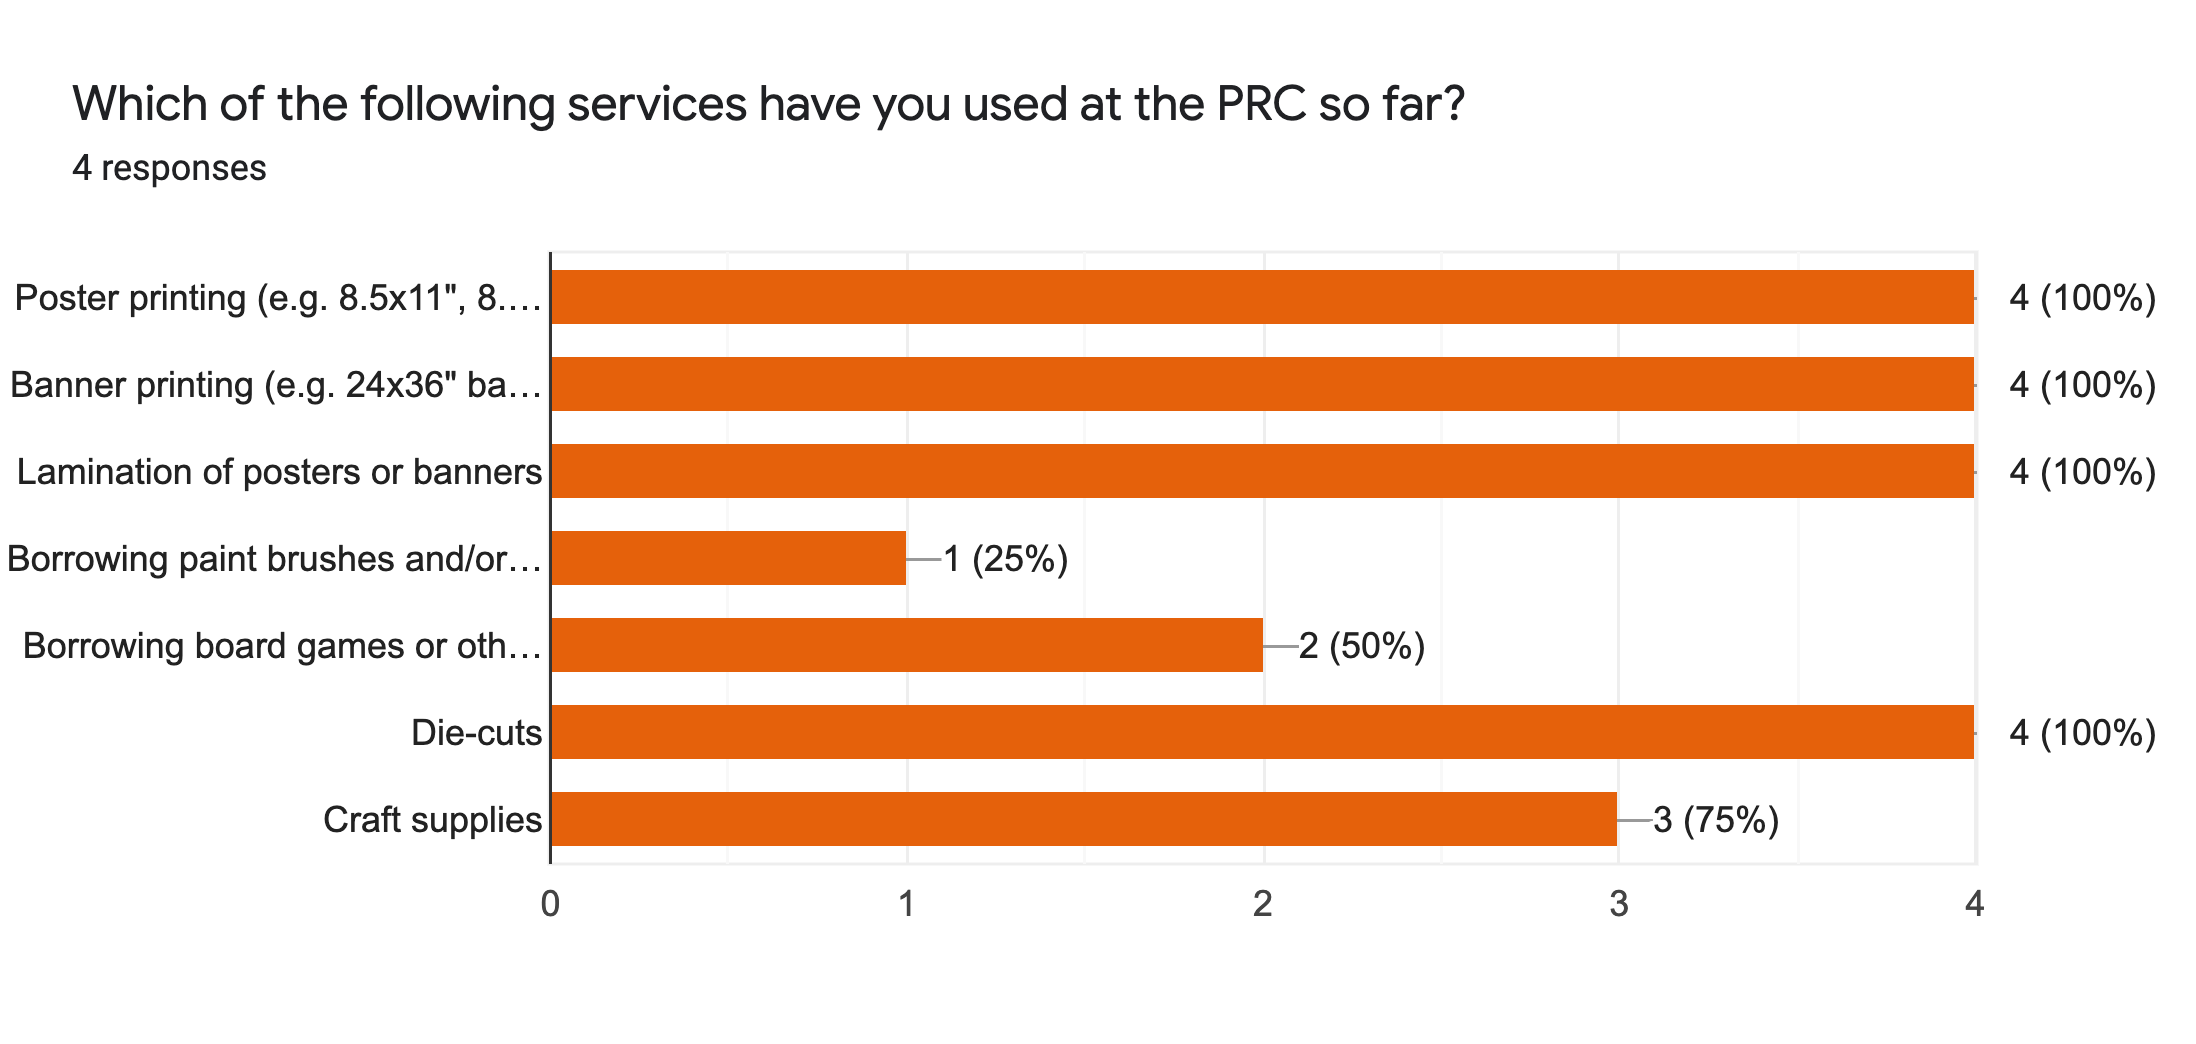 Which of the following services have you used at the PRC so far?
4 responses
Poster printing (e.g. 8.5x11", 8.… 4 (100%)
Banner printing (e.g. 24x36" ba… 4 (100%)
Lamination of posters or banners 4 (100%)
Borrowing paint brushes and/or… 1 (25%)
Borrowing board games or oth… 2 (50%)
Die-cuts 4 (100%)
Craft supplies 3 (75%)
0 1 2 3 4